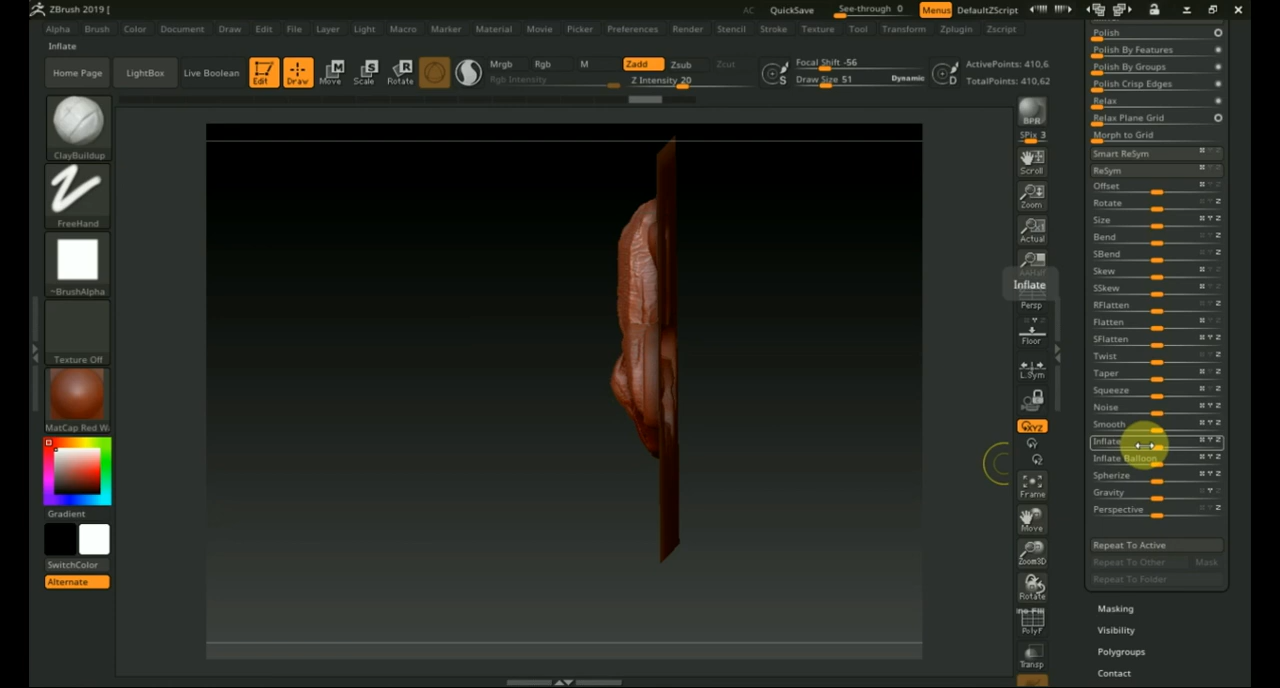 ZBrush 2019 [
AC QuickSave See-through 0 Menus DefaultZScript
Alpha Brush Color Document Draw Edit File Layer Light Macro Marker Material Movie Picker Preferences Render Stencil Stroke Texture Tool Transform Zplugin Zscript
Inflate
Home Page LightBox Live Boolean Edit Draw Move Scale Rotate
Mrgb Rgb M Zadd Zsub Zcut
Rgb Intensity Z Intensity 20
S Focal Shift -56
Draw Size 51 Dynamic D
ActivePoints: 410,6
TotalPoints: 410,62
ClayBuildup
FreeHand
~BrushAlpha
Texture Off
MatCap Red W
Gradient
SwitchColor
Alternate
BPR
SPix 3
Scroll
Zoom
Actual
Inflate
Persp
Floor
L.Sym
XYZ
Frame
Move
Zoom3D
Rotate
PolyF
Transp
Polish
Polish By Features
Polish By Groups
Polish Crisp Edges
Relax
Relax Plane Grid
Morph to Grid
Smart ReSym
ReSym
Offset
Rotate
Size
Bend
SBend
Skew
SSkew
RFlatten
Flatten
SFlatten
Twist
Taper
Squeeze
Noise
Smooth
Inflate
Inflate Balloon
Spherize
Gravity
Perspective
Repeat To Active
Repeat To Other Mask
Repeat To Folder
Masking
Visibility
Polygroups
Contact